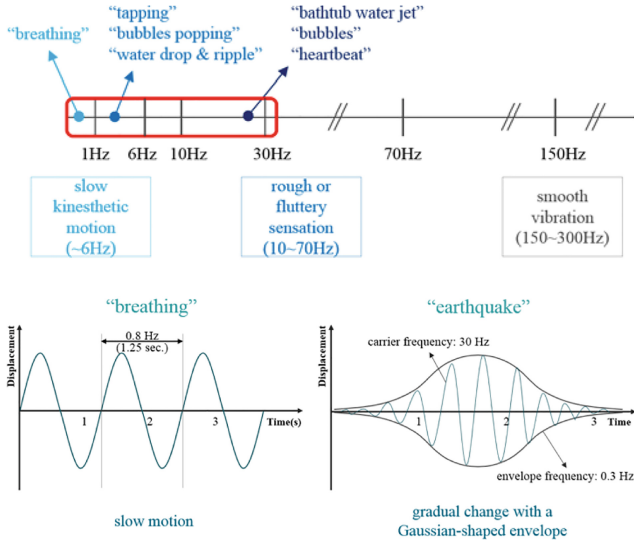 “breathing”
“tapping”
“bubbles popping”
“water drop & ripple”
“bathtub water jet”
“bubbles”
“heartbeat”
1Hz 6Hz 10Hz 30Hz 70Hz 150Hz
slow
kinesthetic
motion
(~6Hz)
rough or
fluttery
sensation
(10~70Hz)
smooth
vibration
(150~300Hz)
“breathing”
Displacement
0.8 Hz
(1.25 sec.)
1 2 3 Time(s)
slow motion
“earthquake”
Displacement
carrier frequency: 30 Hz
1 2 3 Time
envelope frequency: 0.3 Hz
gradual change with a
Gaussian-shaped envelope